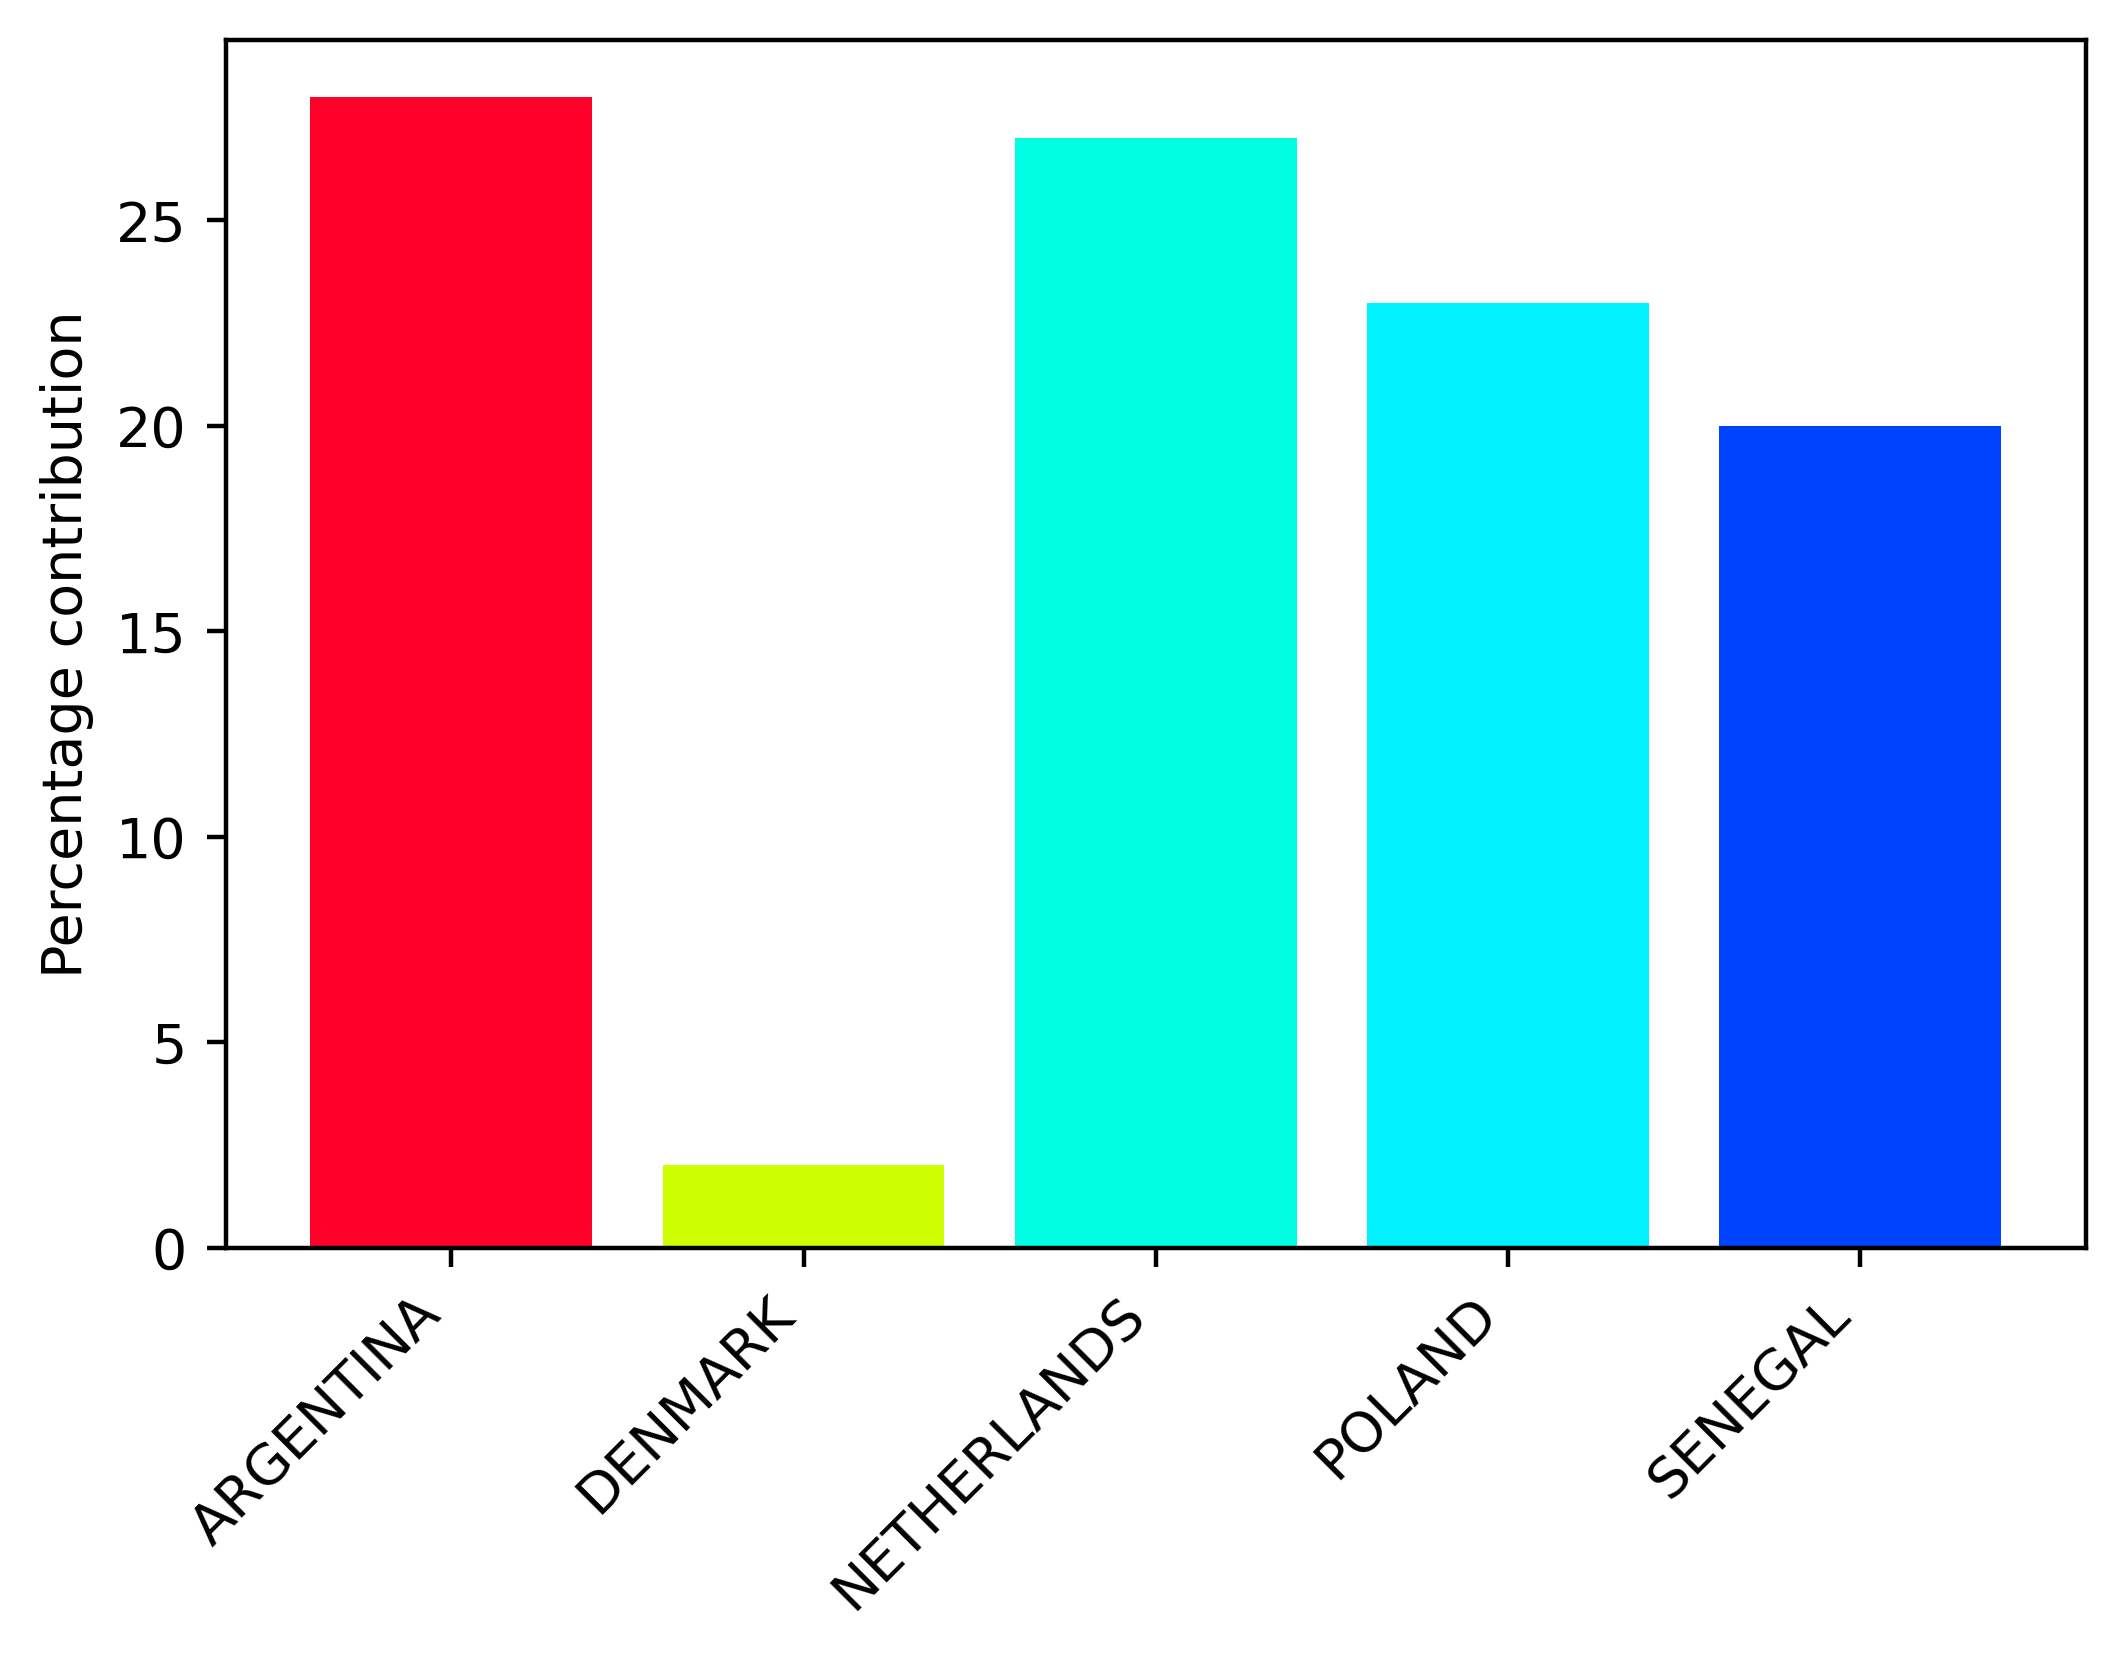 Percentage contribution
25
20
15
10
5
0
ARGENTINA
DENMARK
NETHERLANDS
POLAND
SENEGAL